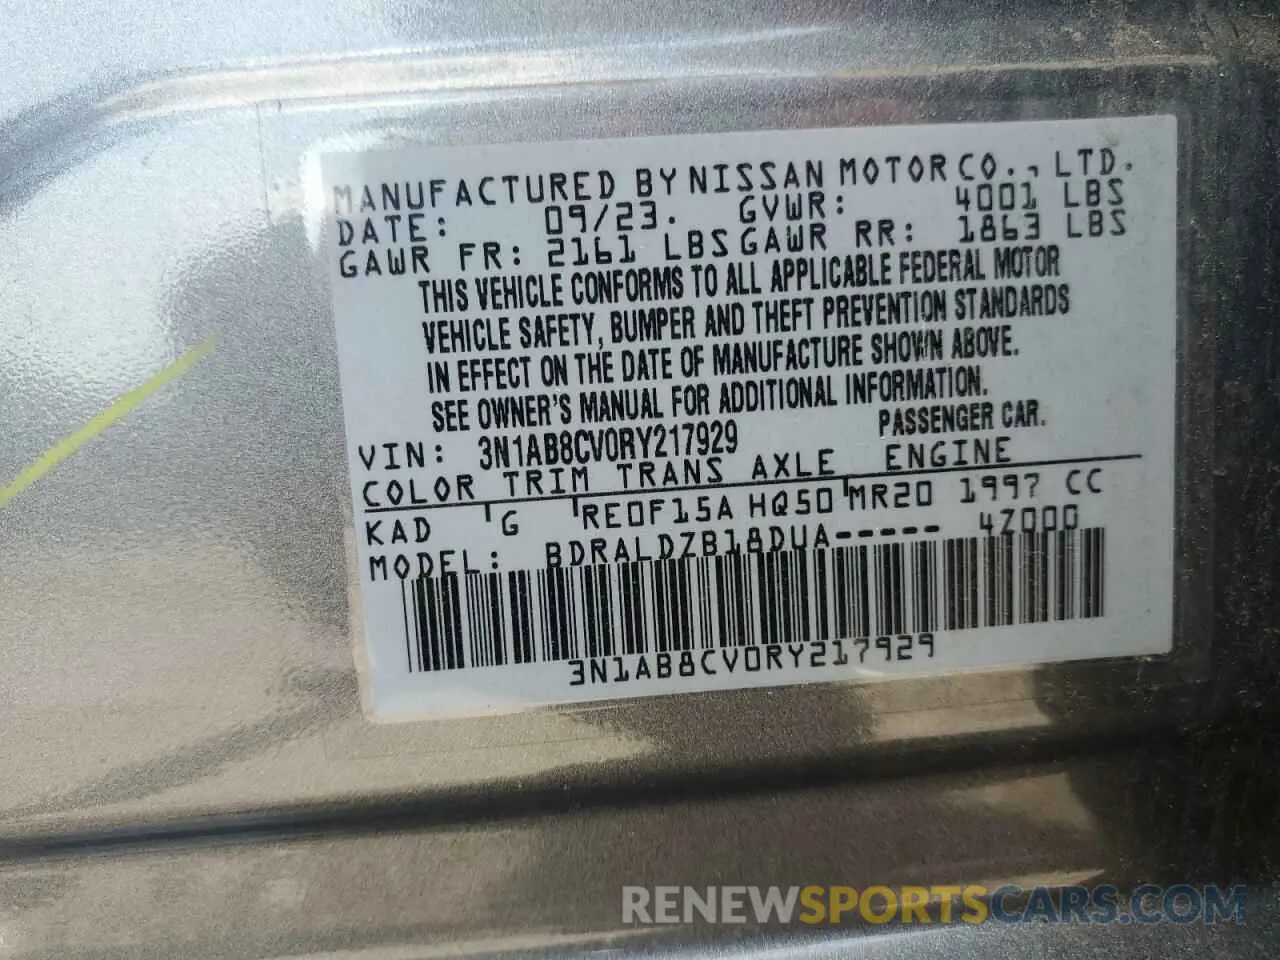 MANUFACTURED BY NISSAN MOTOR CO., LTD.
DATE: 09/23. GVWR: 4001 LBS
GAWR FR: 2161 LBS GAWR RR: 1863 LBS
THIS VEHICLE CONFORMS TO ALL APPLICABLE FEDERAL MOTOR
VEHICLE SAFETY, BUMPER AND THEFT PREVENTION STANDARDS
IN EFFECT ON THE DATE OF MANUFACTURE SHOWN ABOVE.
SEE OWNER'S MANUAL FOR ADDITIONAL INFORMATION.
VIN: 3N1AB8CV0RY217929 PASSENGER CAR.
COLOR TRIM TRANS AXLE ENGINE
KAD G RE0F15A HQ50 MR20 1997 CC
MODEL: BDRALDZB18DUA----- 4Z000
3N1AB8CV0RY217929
RENEWSPORTSCARS.COM